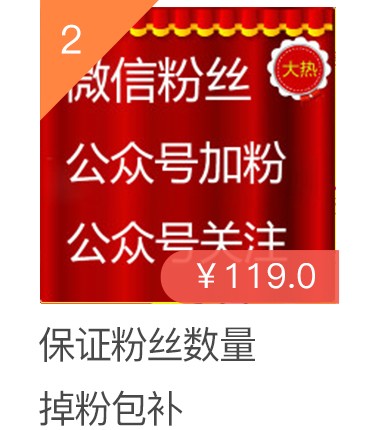 2
微信粉丝
大热
公众号加粉
公众号关注
￥119.0
保证粉丝数量
掉粉包补